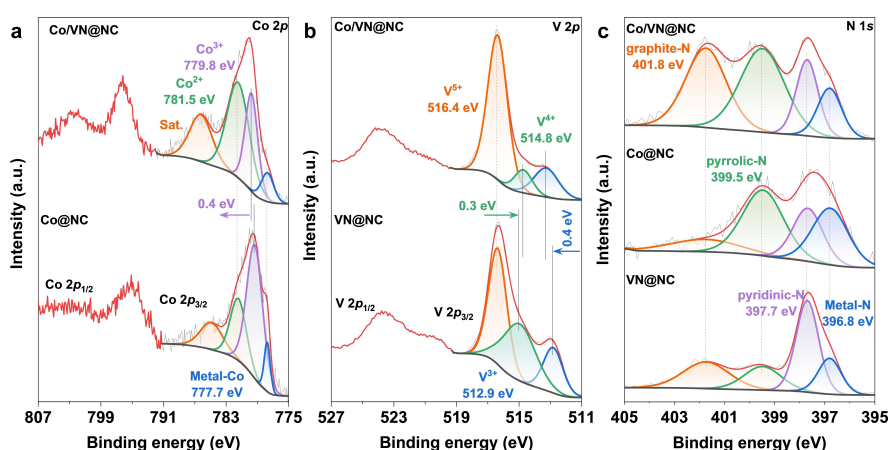 a
Co/VN@NC
Co 2p
Co³⁺
779.8 eV
Co²⁺
781.5 eV
Sat.
0.4 eV
Co@NC
Co 2p₁/₂
Co 2p₃/₂
Metal-Co
777.7 eV
Intensity (a.u.)
807 799 791 783 775
Binding energy (eV)
b
Co/VN@NC
V 2p
V⁵⁺
516.4 eV
V⁴⁺
514.8 eV
0.3 eV
0.4 eV
VN@NC
V 2p₁/₂
V 2p₃/₂
V³⁺
512.9 eV
Intensity (a.u.)
527 523 519 515 511
Binding energy (eV)
c
Co/VN@NC
N 1s
graphite-N
401.8 eV
Co@NC
pyrrolic-N
399.5 eV
VN@NC
pyridinic-N
397.7 eV
Metal-N
396.8 eV
Intensity (a.u.)
405 403 401 399 397 395
Binding energy (eV)